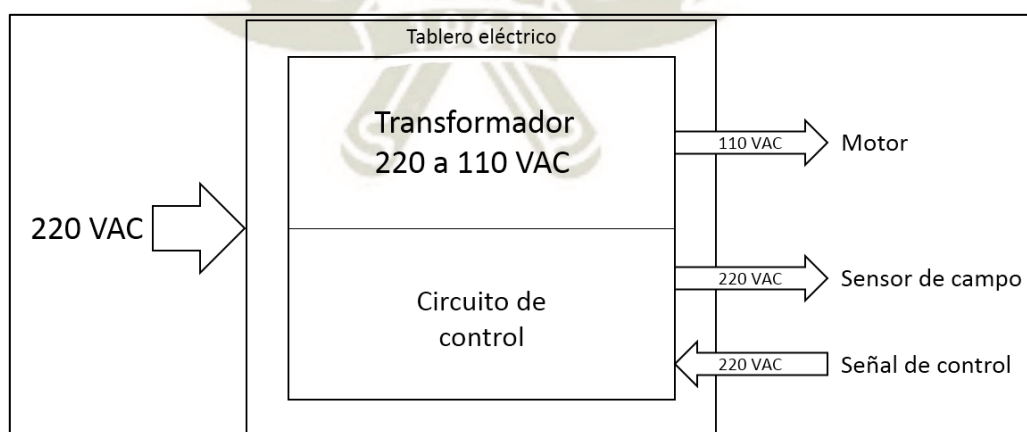 1961
Tablero eléctrico
Transformador
220 a 110 VAC
110 VAC
Motor
220 VAC
220 VAC
Sensor de campo
Circuito de
control
220 VAC
Señal de control